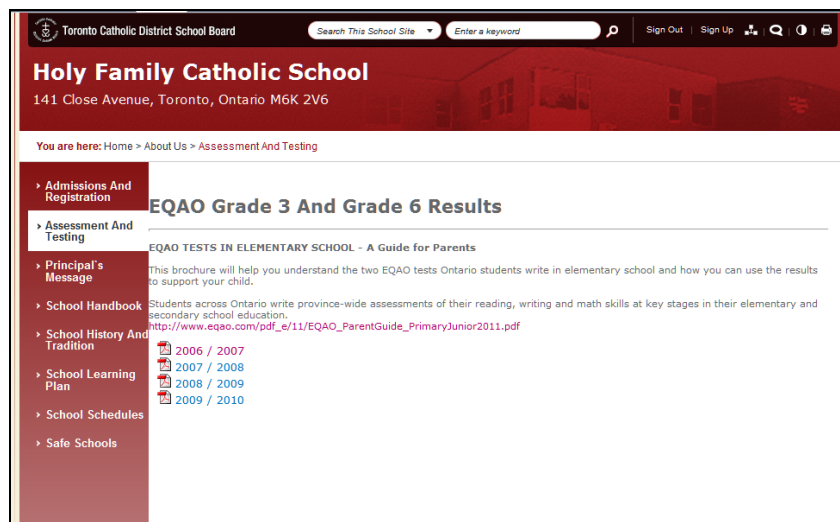 Toronto Catholic District School Board
Search This School Site
Enter a keyword
Sign Out | Sign Up
Holy Family Catholic School
141 Close Avenue, Toronto, Ontario M6K 2V6
You are here: Home > About Us > Assessment And Testing
› Admissions And
Registration
› Assessment And
Testing
› Principal's
Message
› School Handbook
› School History And
Tradition
› School Learning
Plan
› School Schedules
› Safe Schools
EQAO Grade 3 And Grade 6 Results
EQAO TESTS IN ELEMENTARY SCHOOL - A Guide for Parents
This brochure will help you understand the two EQAO tests Ontario students write in elementary school and how you can use the results
to support your child.
Students across Ontario write province-wide assessments of their reading, writing and math skills at key stages in their elementary and
secondary school education.
http://www.eqao.com/pdf_e/11/EQAO_ParentGuide_PrimaryJunior2011.pdf
2006 / 2007
2007 / 2008
2008 / 2009
2009 / 2010